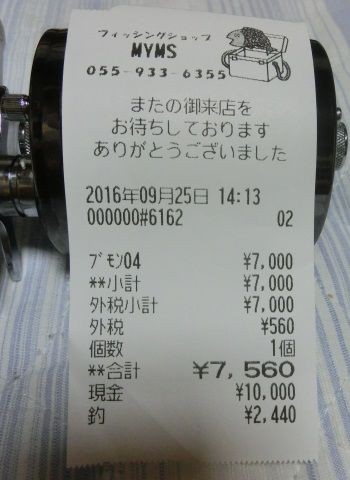 フィッシングショップ
MYMS
055-933-6355
またの御来店を
お待ちしております
ありがとうございました
2016年09月25日 14:13
000000#6162 02
ﾌﾞﾓﾝ04 ¥7,000
**小計 ¥7,000
外税小計 ¥7,000
外税 ¥560
個数 1個
**合計 ¥7,560
現金 ¥10,000
釣 ¥2,440